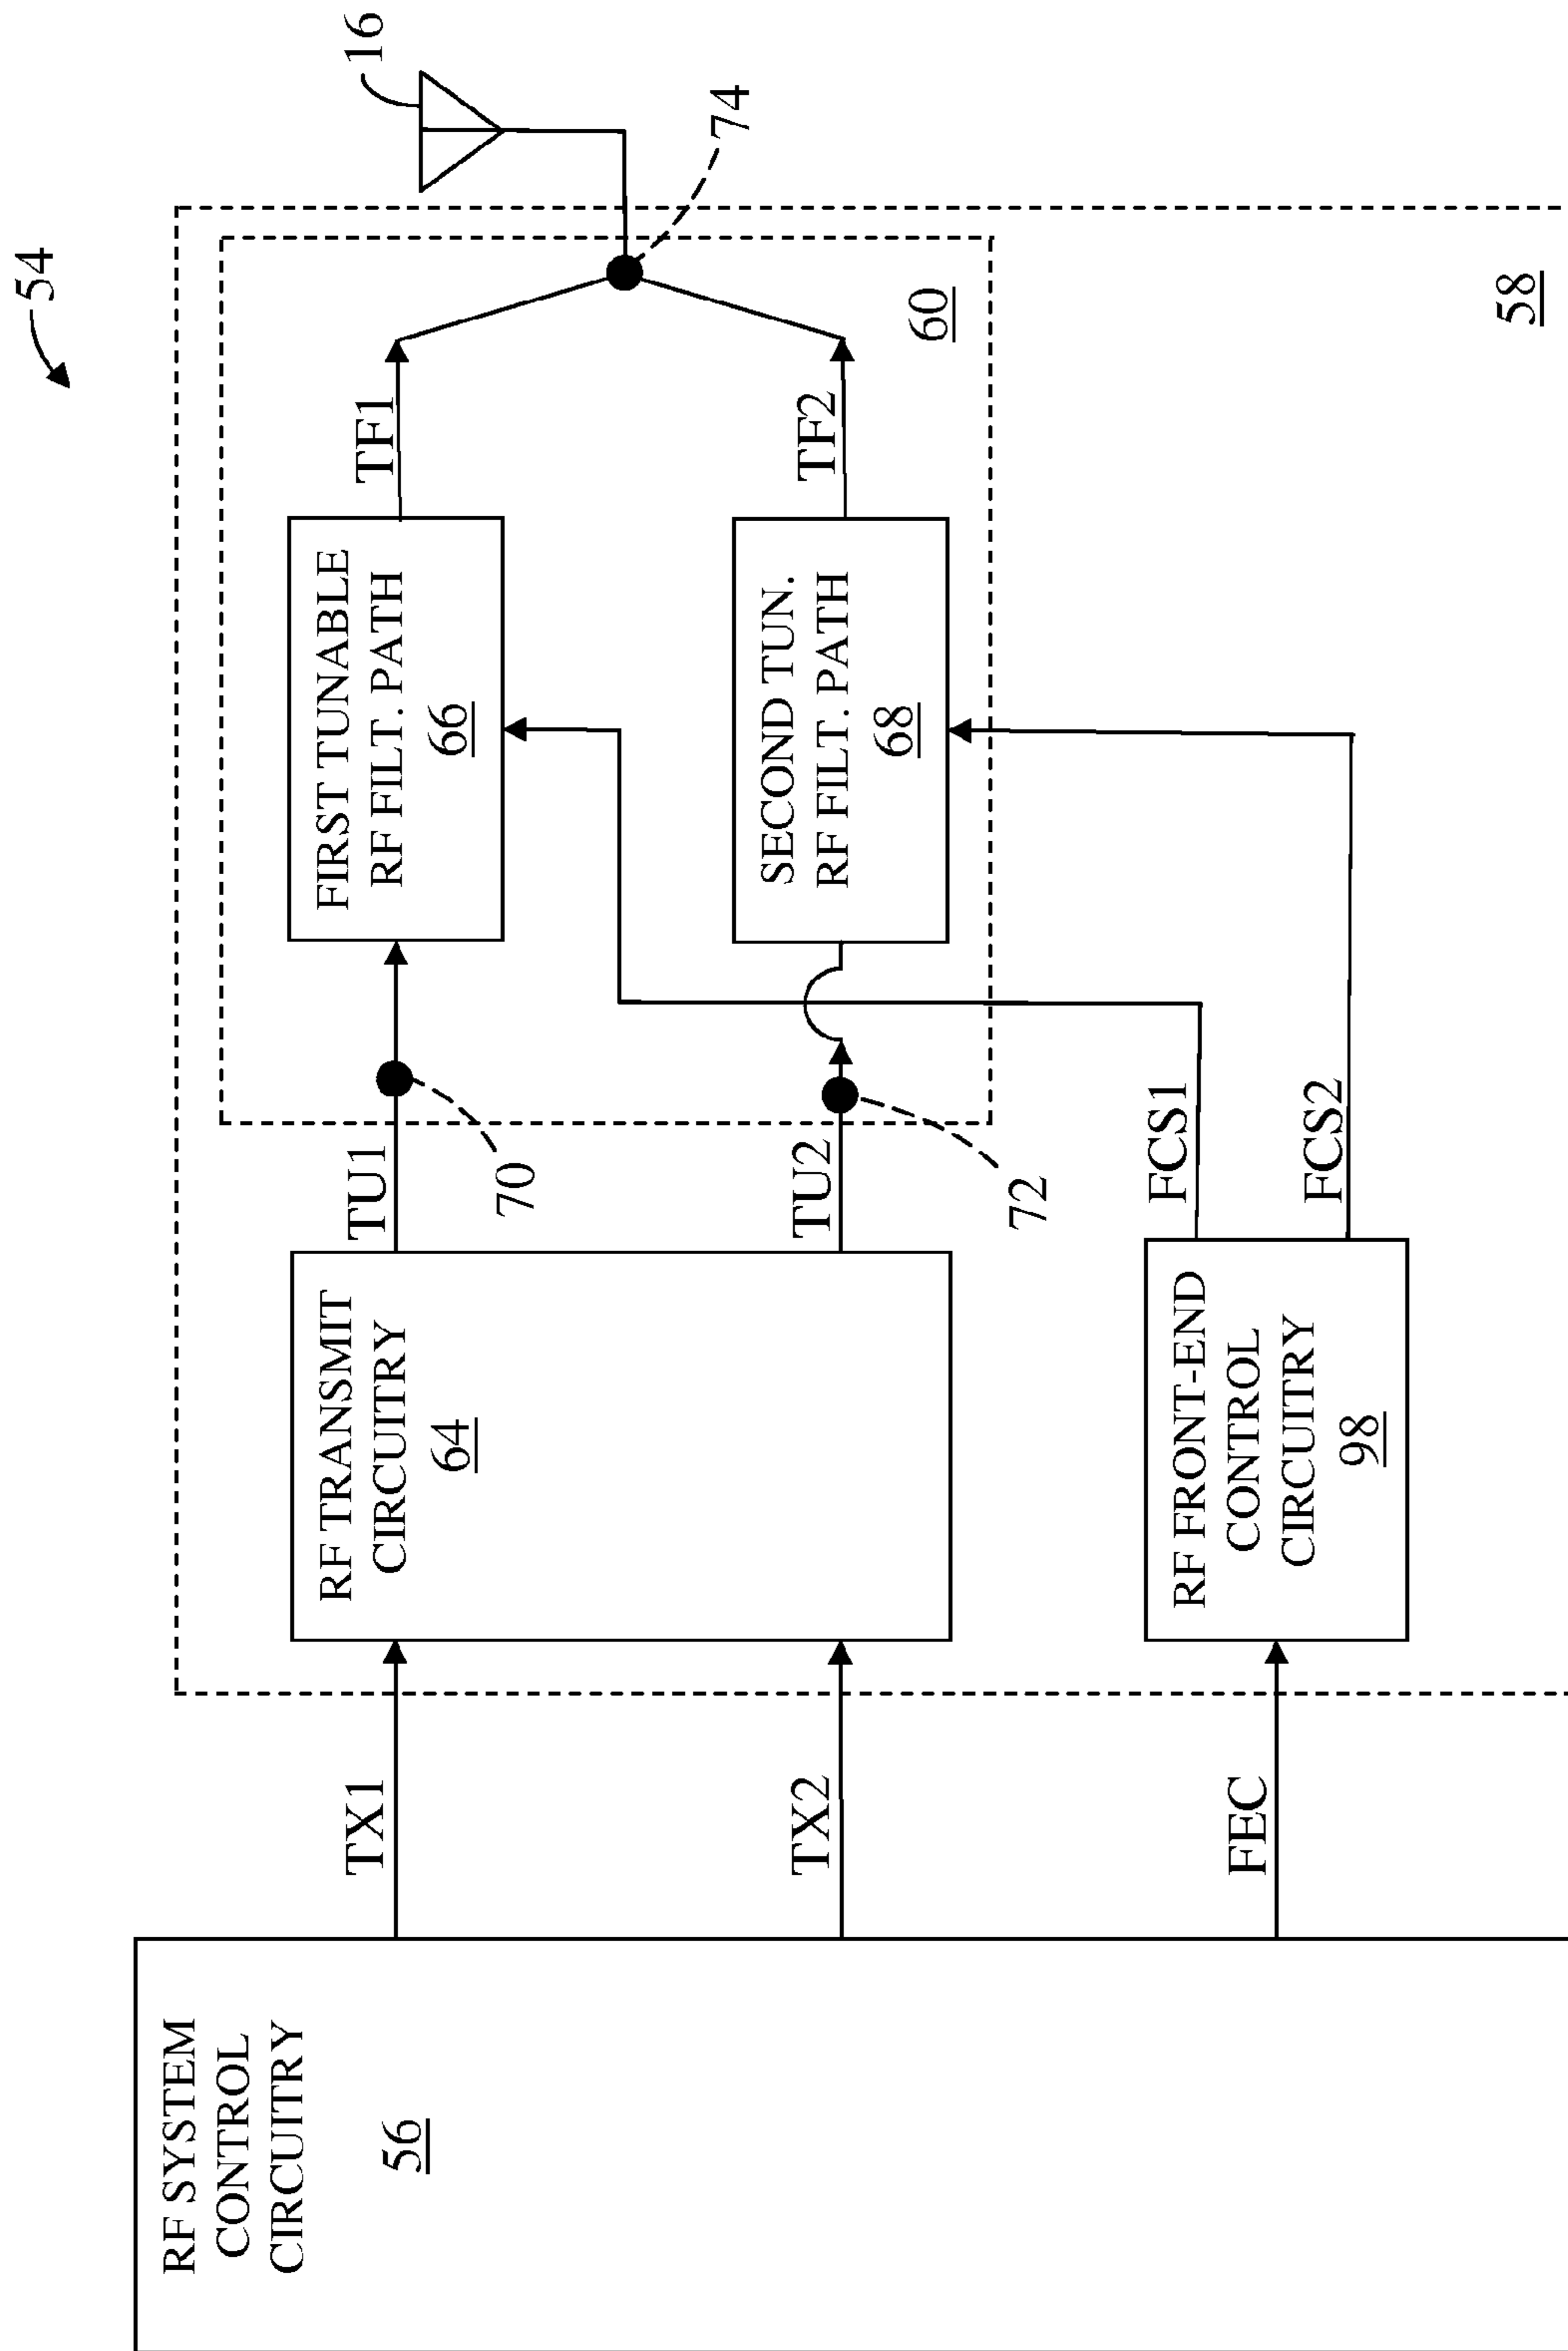 54
RF SYSTEM
CONTROL
CIRCUITRY
56
TX1
TX2
FEC
RF TRANSMIT
CIRCUITRY
64
TU1
TU2
70
72
RF FRONT-END
CONTROL
CIRCUITRY
98
FCS1
FCS2
FIRST TUNABLE
RF FILT. PATH
66
SECOND TUN.
RF FILT. PATH
68
TF1
TF2
60
58
74
16